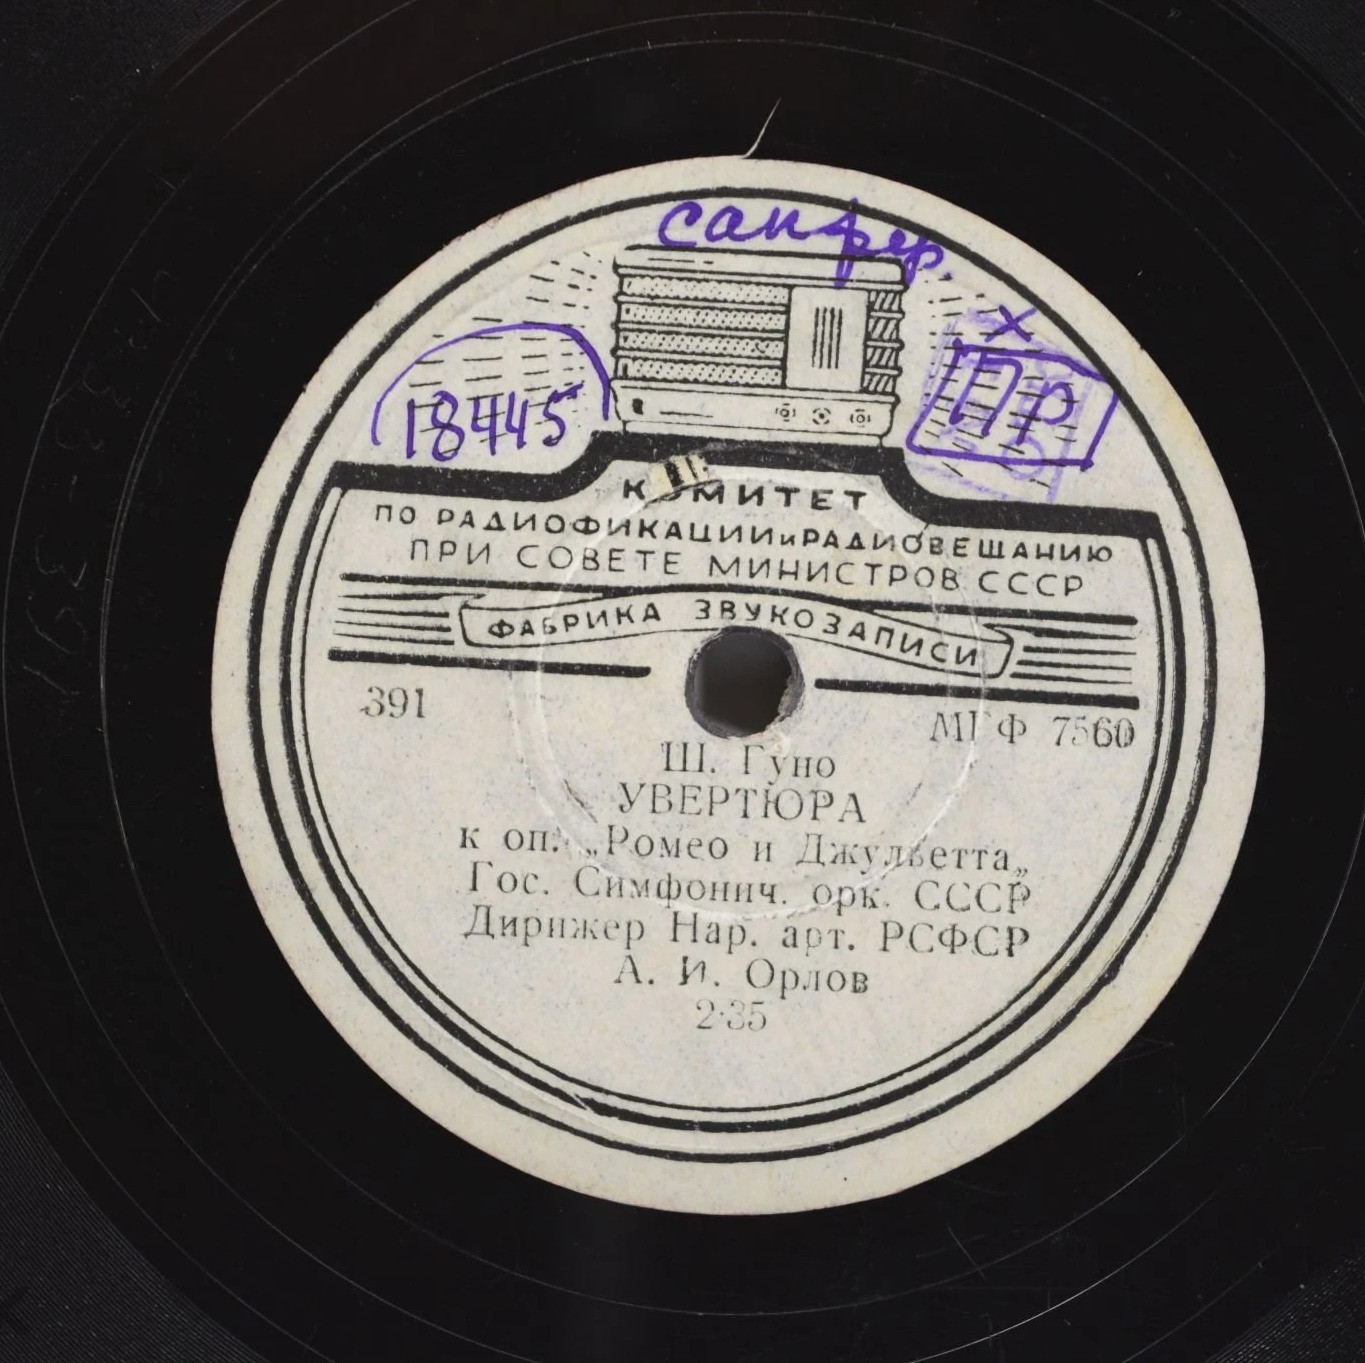 18445
Пр
КОМИТЕТ
ПО РАДИОФИКАЦИИ и РАДИОВЕЩАНИЮ
ПРИ СОВЕТЕ МИНИСТРОВ СССР
ФАБРИКА ЗВУКОЗАПИСИ
391
МГФ 7560
Ш. Гуно
УВЕРТЮРА
к оп. „Ромео и Джульетта„
Гос. Симфонич. орк. СССР
Дирижер Нар. арт. РСФСР
А. И. Орлов
2·35